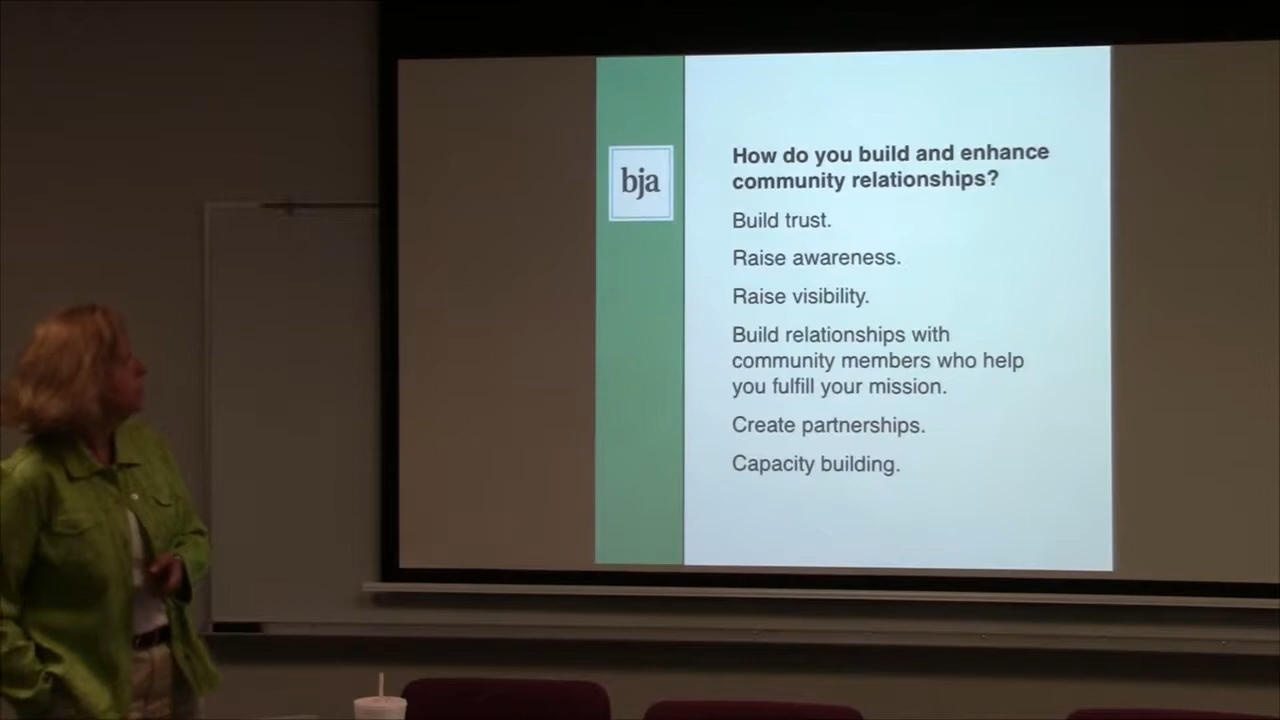 bja
How do you build and enhance
community relationships?
Build trust.
Raise awareness.
Raise visibility.
Build relationships with
community members who help
you fulfill your mission.
Create partnerships.
Capacity building.